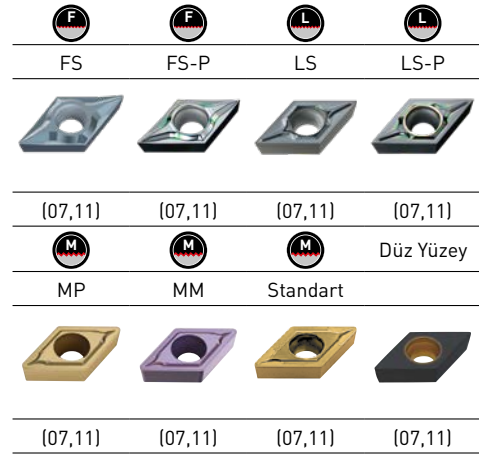 F F L L
FS FS-P LS LS-P
(07,11) (07,11) (07,11) (07,11)
M M M Düz Yüzey
MP MM Standart
(07,11) (07,11) (07,11) (07,11)